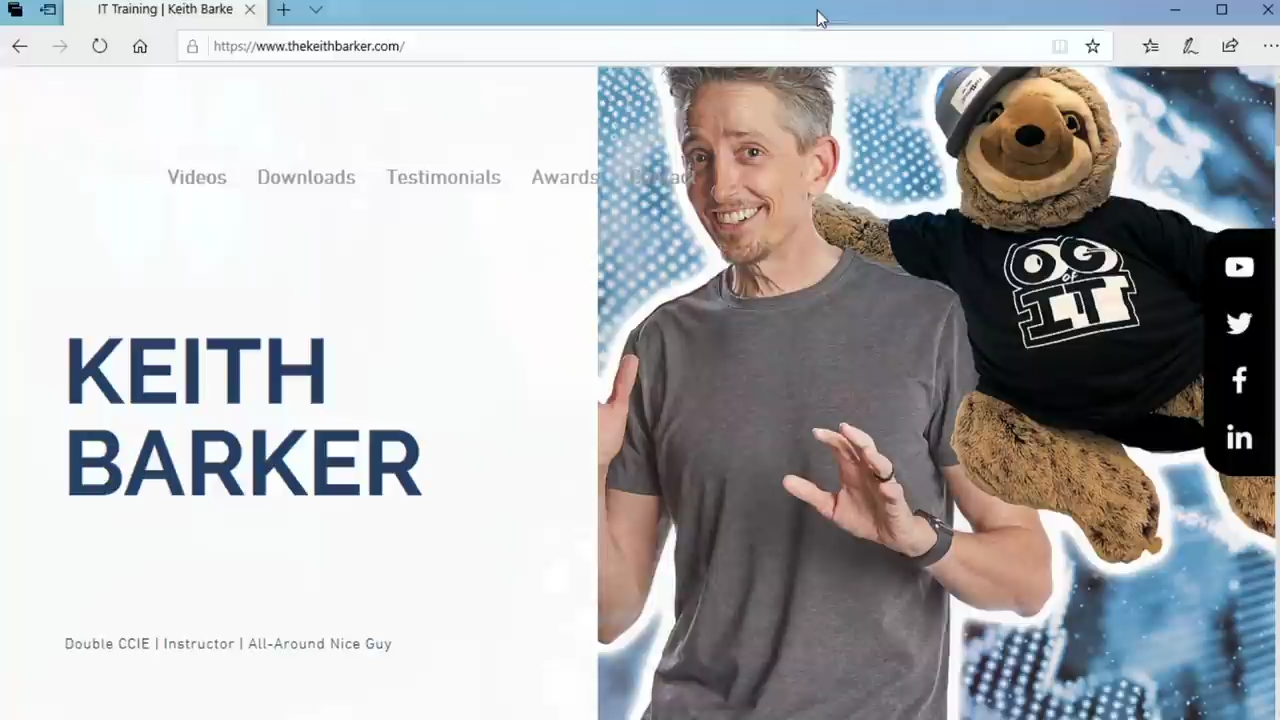 IT Training | Keith Barke
https://www.thekeithbarker.com/
Videos Downloads Testimonials Awards
OG
OF
IT
KEITH
BARKER
Double CCIE | Instructor | All-Around Nice Guy